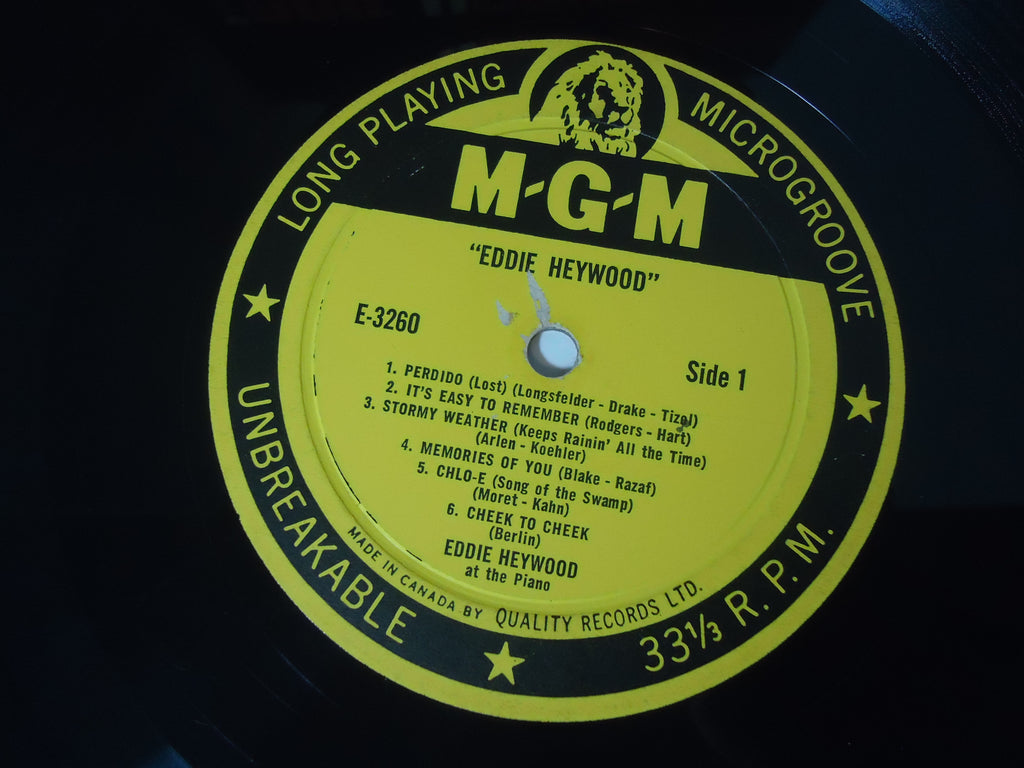 LONG PLAYING
MICROGROOVE
M-G-M
"EDDIE HEYWOOD"
E-3260
Side 1
1. PERDIDO (Lost) (Longsfelder - Drake - Tizol)
2. IT'S EASY TO REMEMBER (Rodgers - Hart)
3. STORMY WEATHER (Keeps Rainin' All the Time)
(Arlen - Koehler)
4. MEMORIES OF YOU (Blake - Razaf)
5. CHLO-E (Song of the Swamp)
(Moret - Kahn)
6. CHEEK TO CHEEK
(Berlin)
EDDIE HEYWOOD
at the Piano
MADE IN CANADA BY QUALITY RECORDS LTD.
UNBREAKABLE
33⅓ R. P. M.